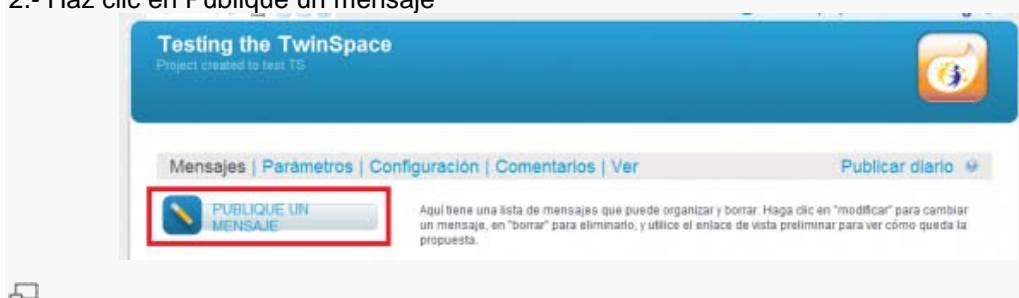 2.- Haz clic en Publique un mensaje
Testing the TwinSpace
Project created to test TS
Mensajes | Parámetros | Configuración | Comentarios | Ver Publicar diario
PUBLIQUE UN
MENSAJE
Aquí tiene una lista de mensajes que puede organizar y borrar. Haga clic en "modificar" para cambiar
un mensaje, en "borrar" para eliminarlo, y utilice el enlace de vista preliminar para ver cómo queda la
propuesta.